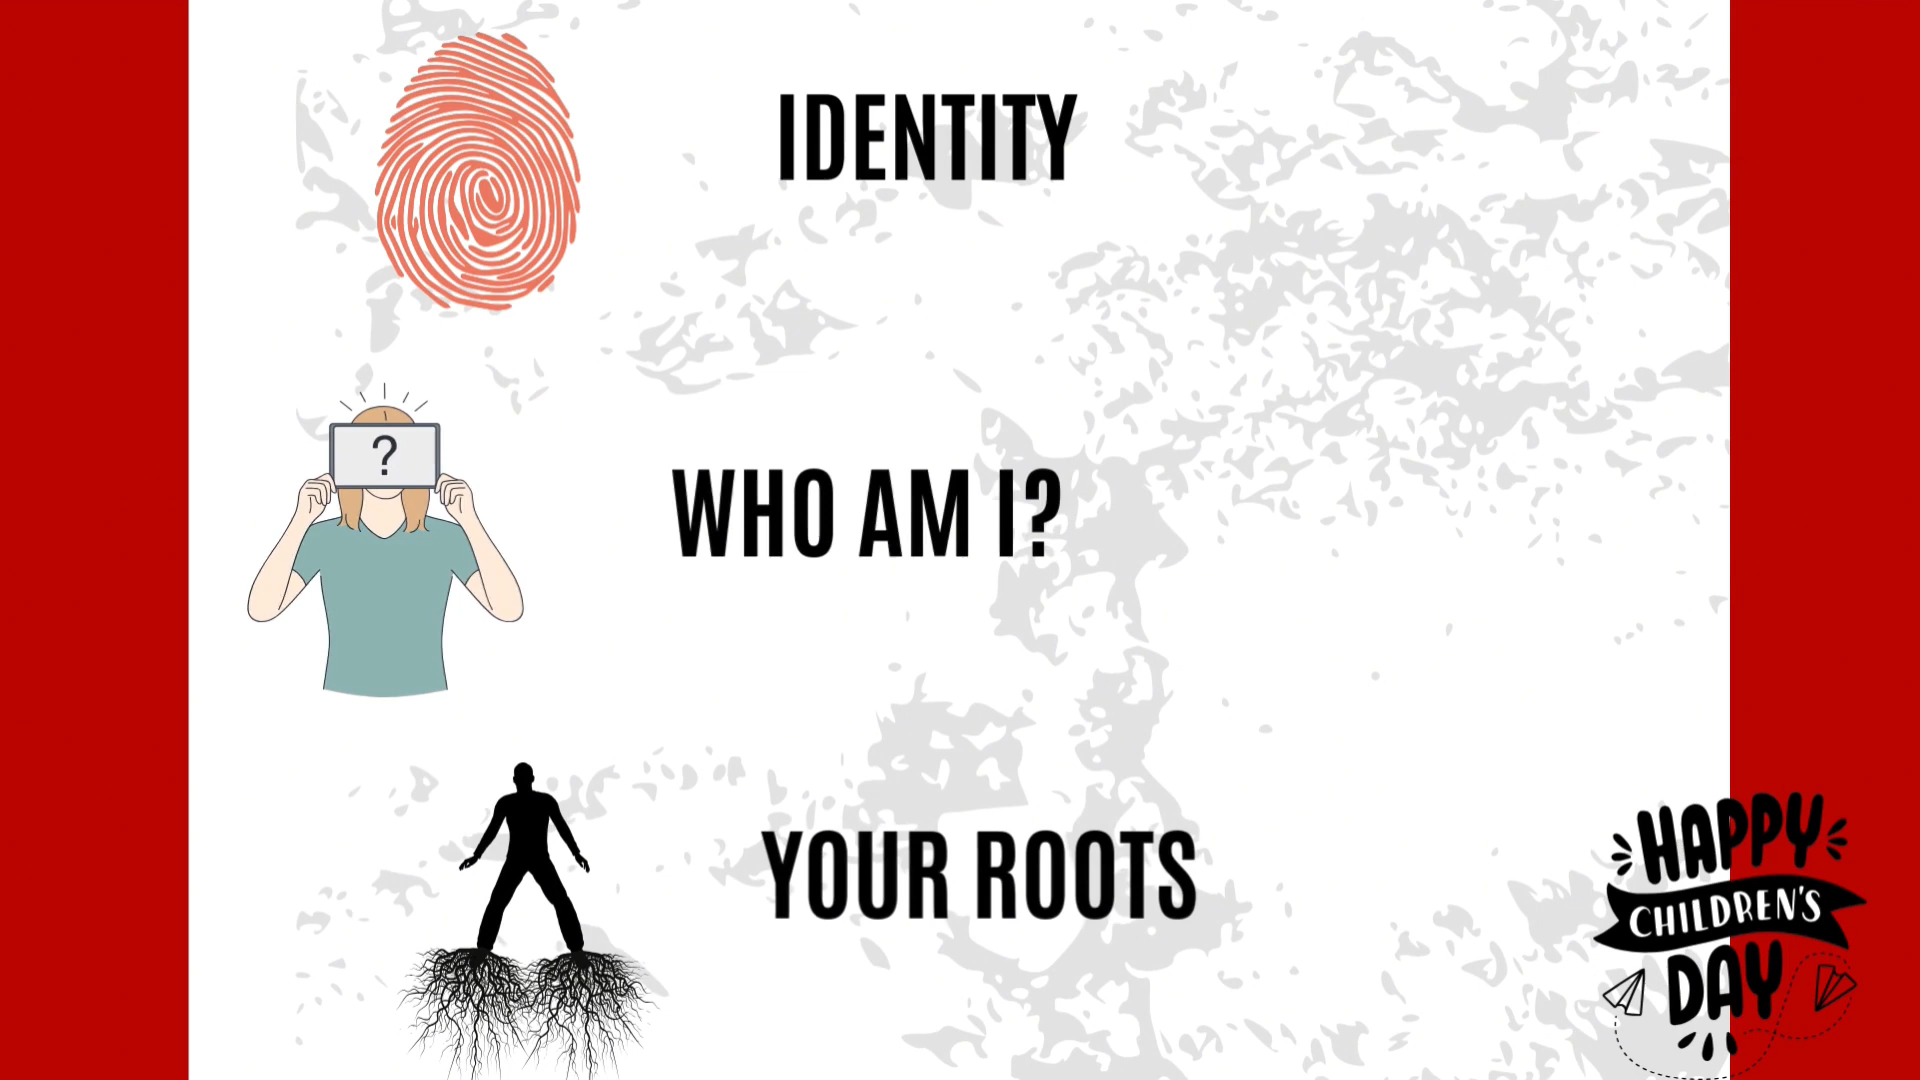 IDENTITY
?
WHO AM I?
YOUR ROOTS
HAPPY
CHILDREN'S
DAY